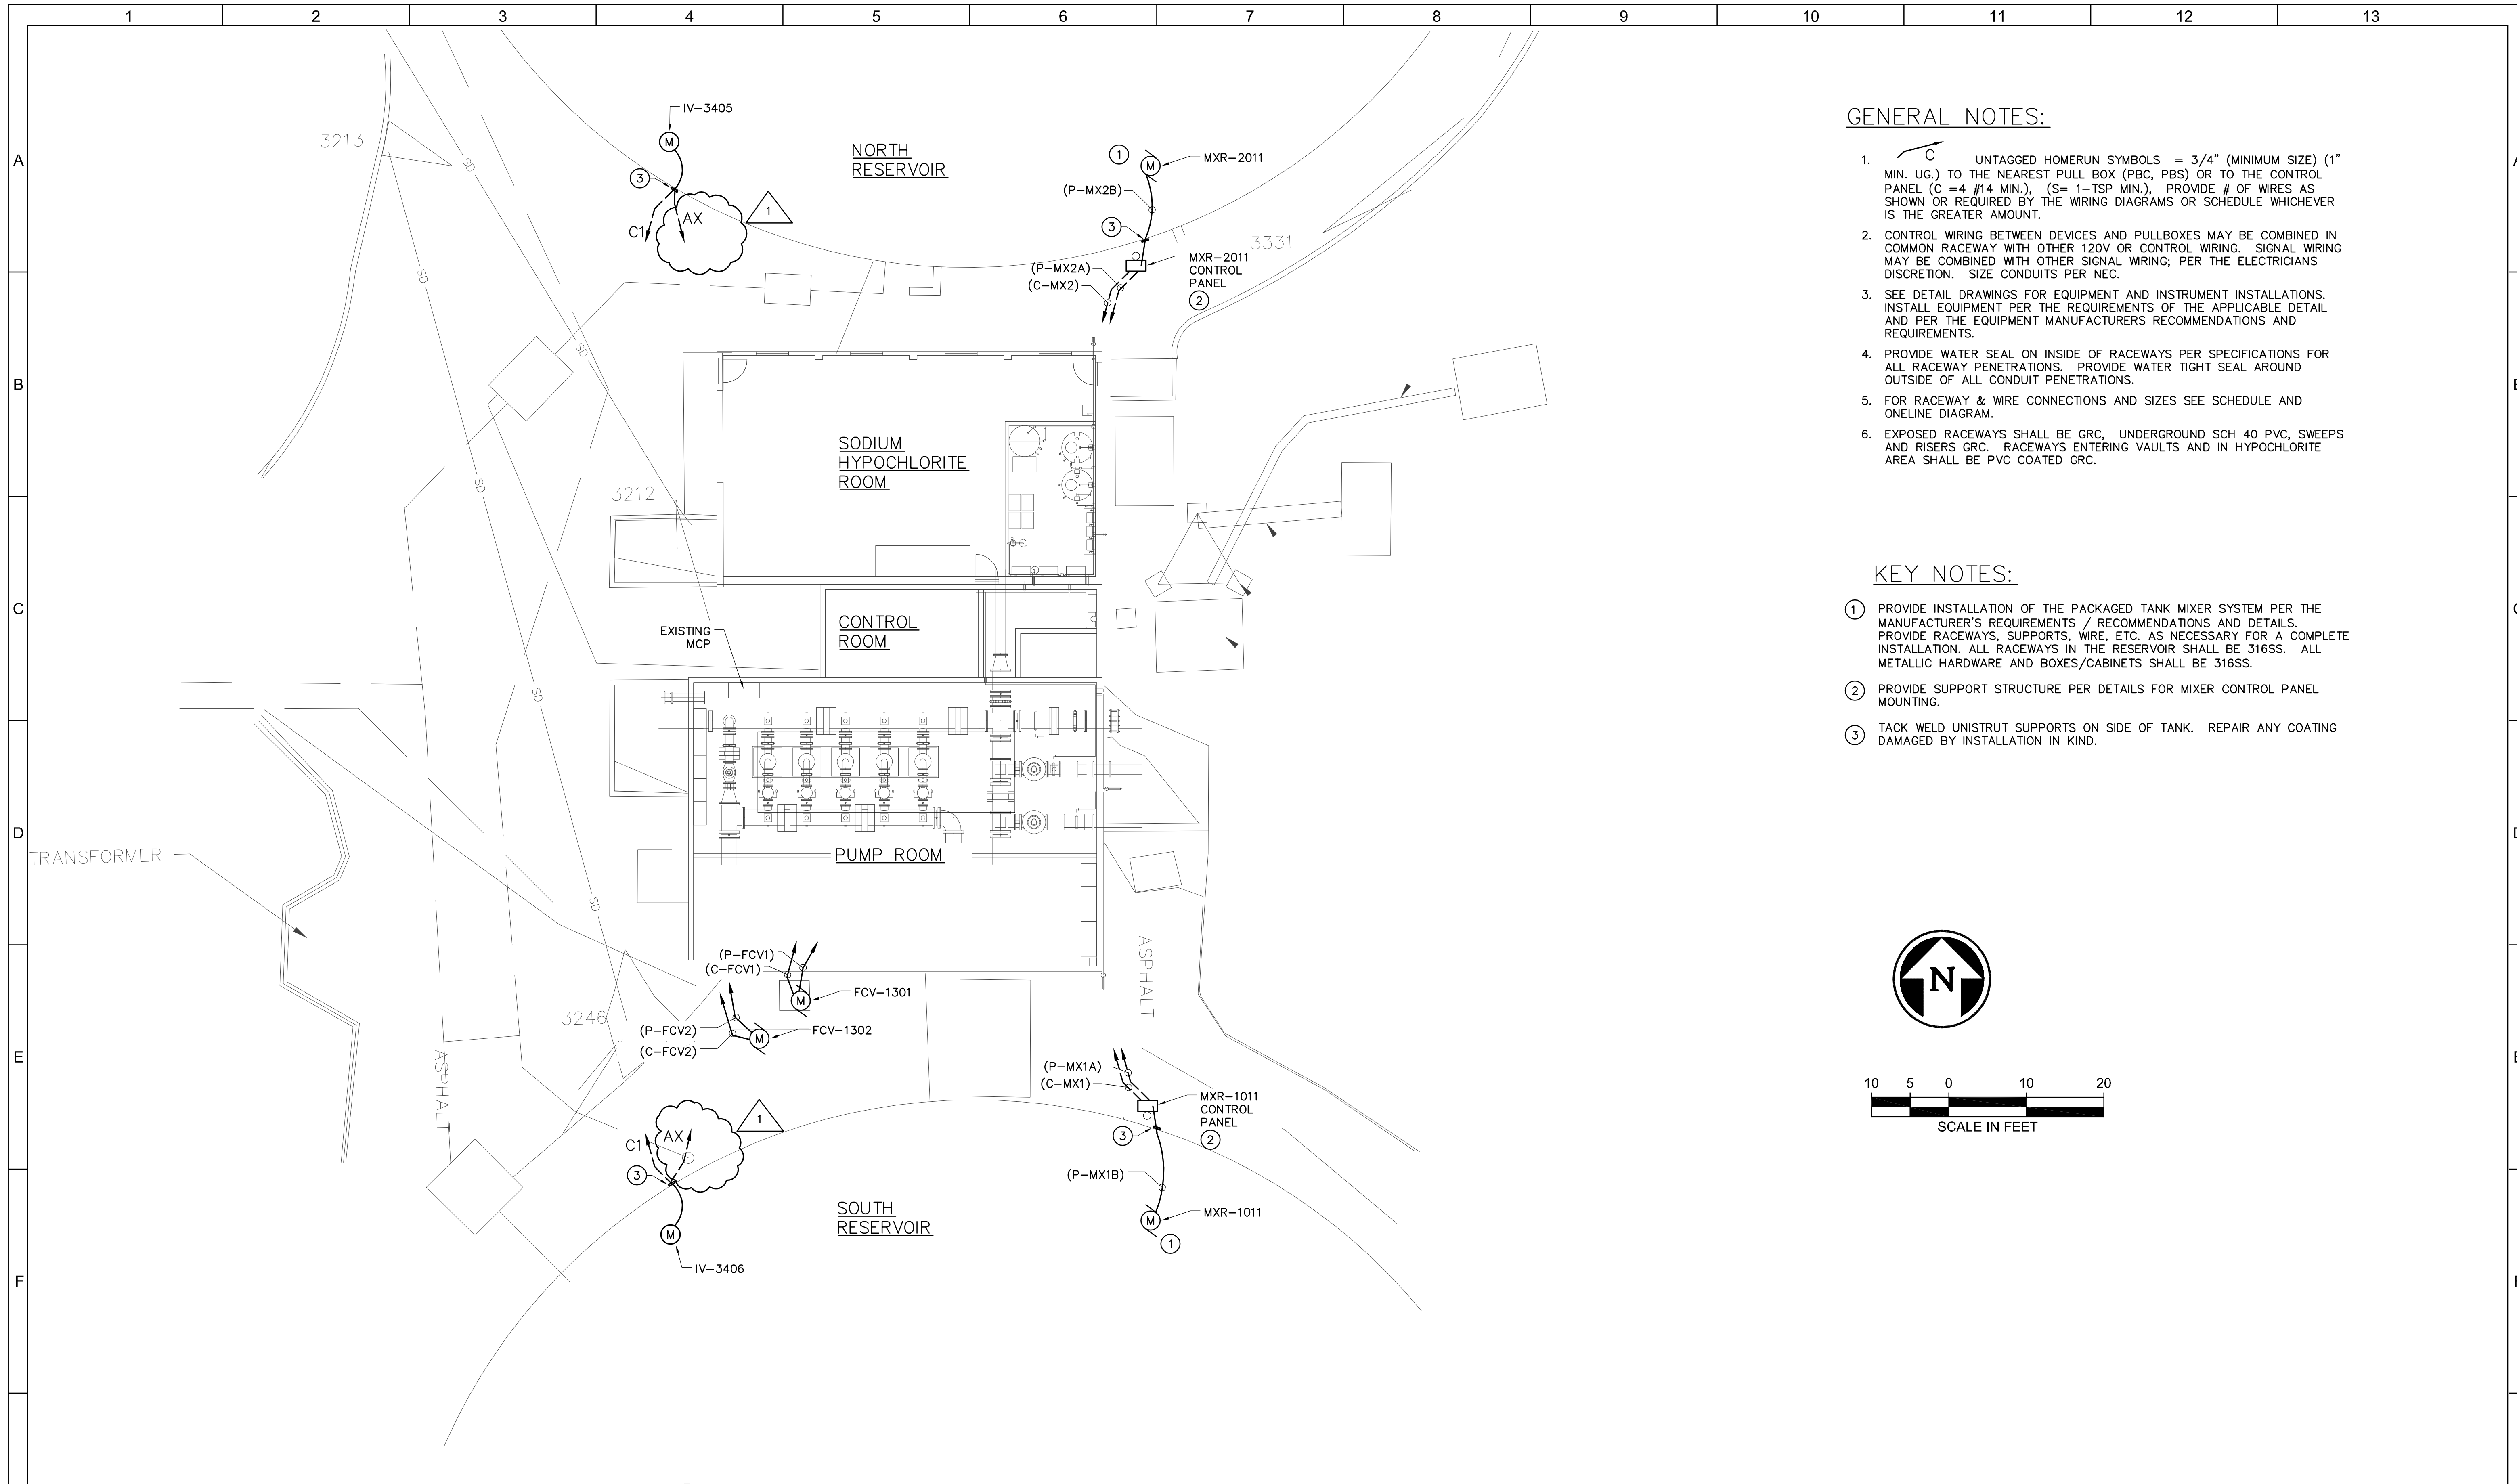 1 2 3 4 5 6 7 8 9 10 11 12 13
A
B
C
D
E
F
3213
IV-3405
M
3
C1
AX
1
NORTH
RESERVOIR
1
M
MXR-2011
(P-MX2B)
3
3331
MXR-2011
CONTROL
PANEL
2
(P-MX2A)
(C-MX2)
SD
SD
SD
SD
SD
SD
SODIUM
HYPOCHLORITE
ROOM
3212
CONTROL
ROOM
EXISTING
MCP
PUMP ROOM
TRANSFORMER
(P-FCV1)
(C-FCV1)
M
FCV-1301
3246
(P-FCV2)
(C-FCV2)
M
FCV-1302
ASPHALT
ASPHALT
(P-MX1A)
(C-MX1)
MXR-1011
CONTROL
PANEL
2
3
(P-MX1B)
M
MXR-1011
1
AX
C1
1
3
M
IV-3406
SOUTH
RESERVOIR
GENERAL NOTES:
1. C UNTAGGED HOMERUN SYMBOLS = 3/4" (MINIMUM SIZE) (1"
MIN. UG.) TO THE NEAREST PULL BOX (PBC, PBS) OR TO THE CONTROL
PANEL (C =4 #14 MIN.), (S= 1-TSP MIN.), PROVIDE # OF WIRES AS
SHOWN OR REQUIRED BY THE WIRING DIAGRAMS OR SCHEDULE WHICHEVER
IS THE GREATER AMOUNT.
2. CONTROL WIRING BETWEEN DEVICES AND PULLBOXES MAY BE COMBINED IN
COMMON RACEWAY WITH OTHER 120V OR CONTROL WIRING. SIGNAL WIRING
MAY BE COMBINED WITH OTHER SIGNAL WIRING; PER THE ELECTRICIANS
DISCRETION. SIZE CONDUITS PER NEC.
3. SEE DETAIL DRAWINGS FOR EQUIPMENT AND INSTRUMENT INSTALLATIONS.
INSTALL EQUIPMENT PER THE REQUIREMENTS OF THE APPLICABLE DETAIL
AND PER THE EQUIPMENT MANUFACTURERS RECOMMENDATIONS AND
REQUIREMENTS.
4. PROVIDE WATER SEAL ON INSIDE OF RACEWAYS PER SPECIFICATIONS FOR
ALL RACEWAY PENETRATIONS. PROVIDE WATER TIGHT SEAL AROUND
OUTSIDE OF ALL CONDUIT PENETRATIONS.
5. FOR RACEWAY & WIRE CONNECTIONS AND SIZES SEE SCHEDULE AND
ONELINE DIAGRAM.
6. EXPOSED RACEWAYS SHALL BE GRC, UNDERGROUND SCH 40 PVC, SWEEPS
AND RISERS GRC. RACEWAYS ENTERING VAULTS AND IN HYPOCHLORITE
AREA SHALL BE PVC COATED GRC.
KEY NOTES:
1 PROVIDE INSTALLATION OF THE PACKAGED TANK MIXER SYSTEM PER THE
MANUFACTURER'S REQUIREMENTS / RECOMMENDATIONS AND DETAILS.
PROVIDE RACEWAYS, SUPPORTS, WIRE, ETC. AS NECESSARY FOR A COMPLETE
INSTALLATION. ALL RACEWAYS IN THE RESERVOIR SHALL BE 316SS. ALL
METALLIC HARDWARE AND BOXES/CABINETS SHALL BE 316SS.
2 PROVIDE SUPPORT STRUCTURE PER DETAILS FOR MIXER CONTROL PANEL
MOUNTING.
3 TACK WELD UNISTRUT SUPPORTS ON SIDE OF TANK. REPAIR ANY COATING
DAMAGED BY INSTALLATION IN KIND.
N
10 5 0 10 20
SCALE IN FEET